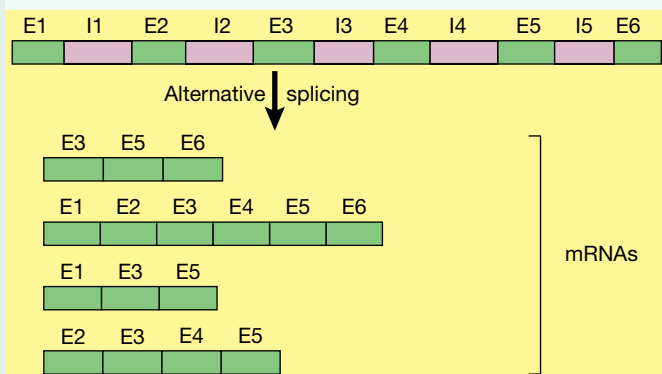 E1 I1 E2 I2 E3 I3 E4 I4 E5 I5 E6
Alternative splicing
E3 E5 E6
E1 E2 E3 E4 E5 E6
mRNAs
E1 E3 E5
E2 E3 E4 E5